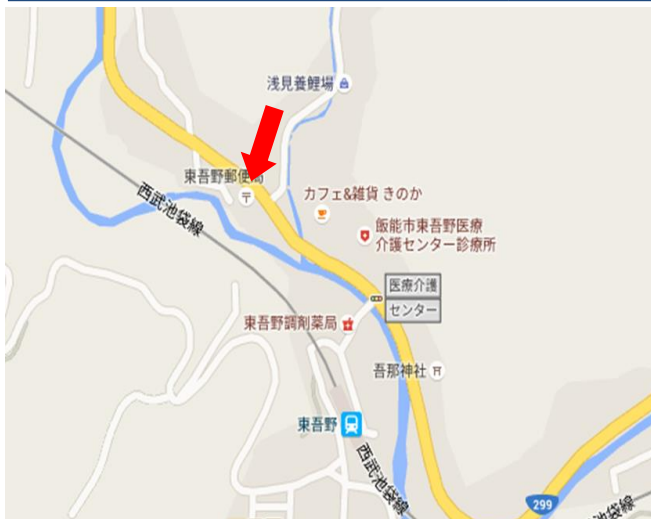 浅見養鯉場
東吾野郵便局
西武池袋線
カフェ&雑貨 きのか
飯能市東吾野医療
介護センター診療所
医療介護
センター
東吾野調剤薬局
吾那神社
東吾野
西武池袋線
299
武池袋線